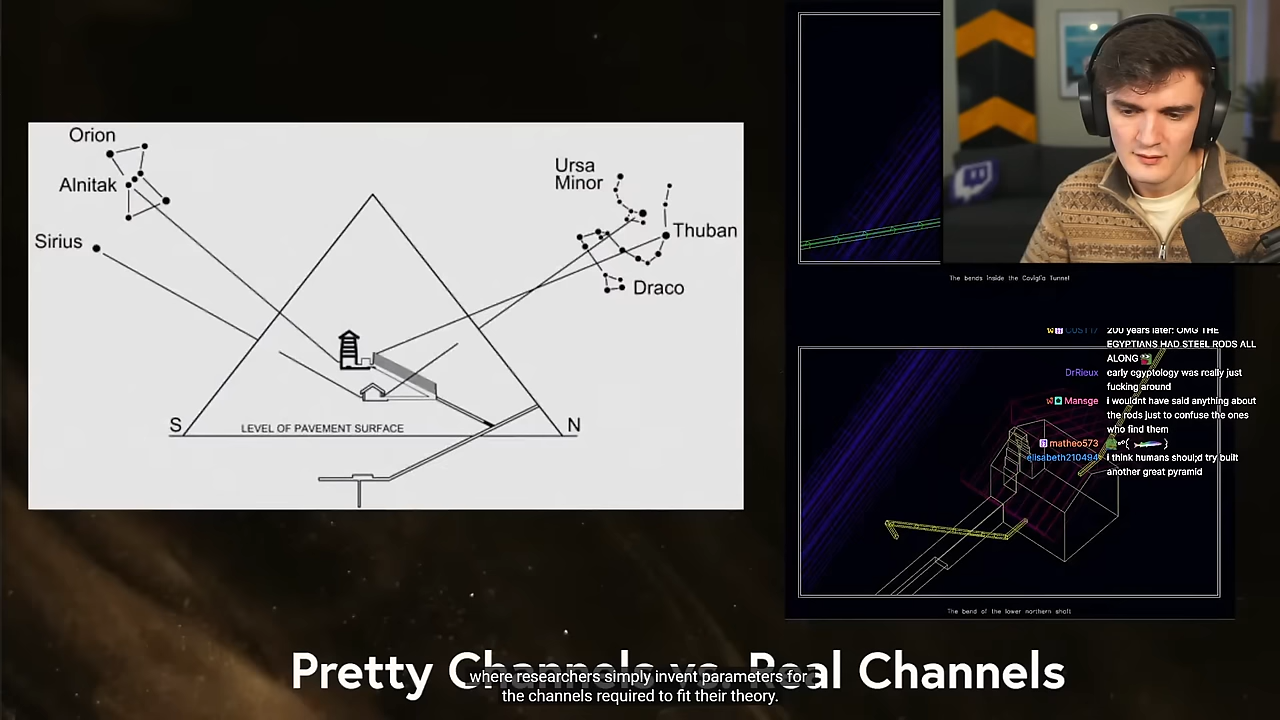 Orion
Alnitak
Sirius
Ursa
Minor
Thuban
Draco
S
LEVEL OF PAVEMENT SURFACE
N
The bends inside the Caviglia Tunnel
200 years later: OMG THE
EGYPTIANS HAD STEEL RODS ALL
ALONG
DrRieux early egyptology was really just
fucking around
Mansge i wouldnt have said anything about
the rods just to confuse the ones
who find them
matheo573
elisabeth210494 i think humans shoul;d try built
another great pyramid
The bend of the lower northern shaft
Pretty Channels vs. Real Channels
where researchers simply invent parameters for
the channels required to fit their theory.